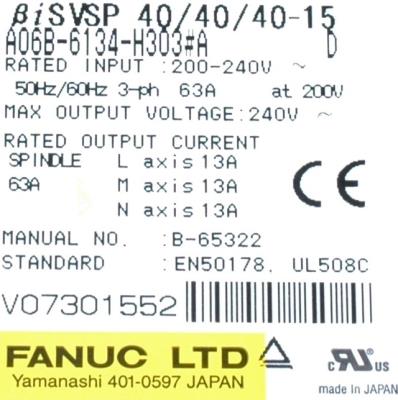 βiSVSP 40/40/40-15
A06B-6134-H303#A D
RATED INPUT :200-240V ~
50Hz/60Hz 3-ph 63A at 200V
MAX OUTPUT VOLTAGE:240V ~
RATED OUTPUT CURRENT
SPINDLE L axis 13A
63A M axis 13A
N axis 13A
CE
MANUAL NO. :B-65322
STANDARD :EN50178, UL508C
V07301552
FANUC LTD
Yamanashi 401-0597 JAPAN
c RU us
made in JAPAN